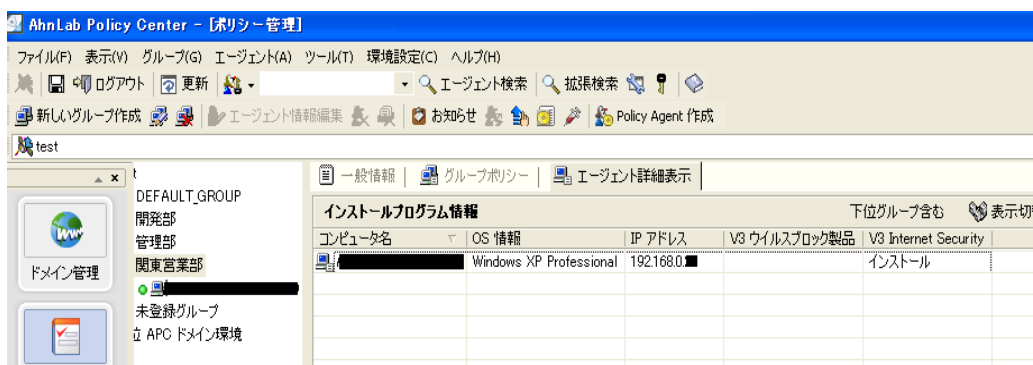 AhnLab Policy Center - [ポリシー管理]
ファイル(F) 表示(V) グループ(G) エージェント(A) ツール(T) 環境設定(C) ヘルプ(H)
ログアウト 更新 エージェント検索 拡張検索
新しいグループ作成 エージェント情報編集 お知らせ Policy Agent 作成
test
一般情報 グループポリシー エージェント詳細表示
DEFAULT_GROUP
開発部
管理部
関東営業部
未登録グループ
位 APC ドメイン環境
ドメイン管理
インストールプログラム情報 下位グループ含む 表示切
コンピュータ名 OS 情報 IP アドレス V3 ウイルスブロック製品 V3 Internet Security
Windows XP Professional 192.168.0. インストール